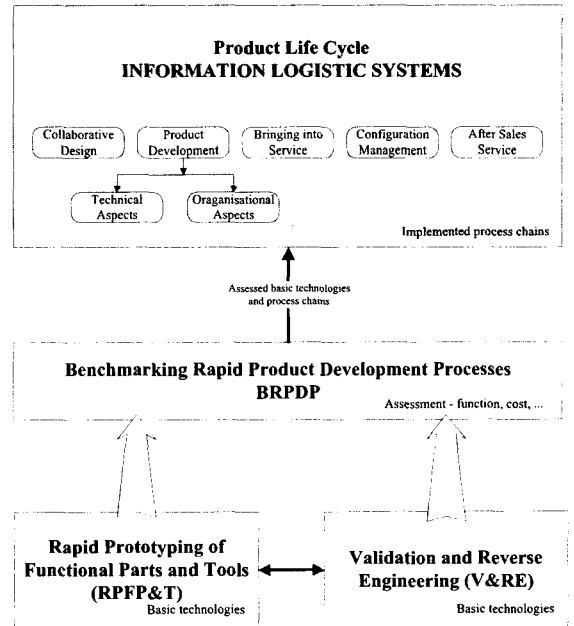 Product Life Cycle
INFORMATION LOGISTIC SYSTEMS
Collaborative
Design
Product
Development
Bringing into
Service
Configuration
Management
After Sales
Service
Technical
Aspects
Oraganisational
Aspects
Implemented process chains
Assessed basic technologies
and process chains
Benchmarking Rapid Product Development Processes
BRPDP
Assessment - function, cost, ...
Rapid Prototyping of
Functional Parts and Tools
(RPFP&T)
Basic technologies
Validation and Reverse
Engineering (V&RE)
Basic technologies